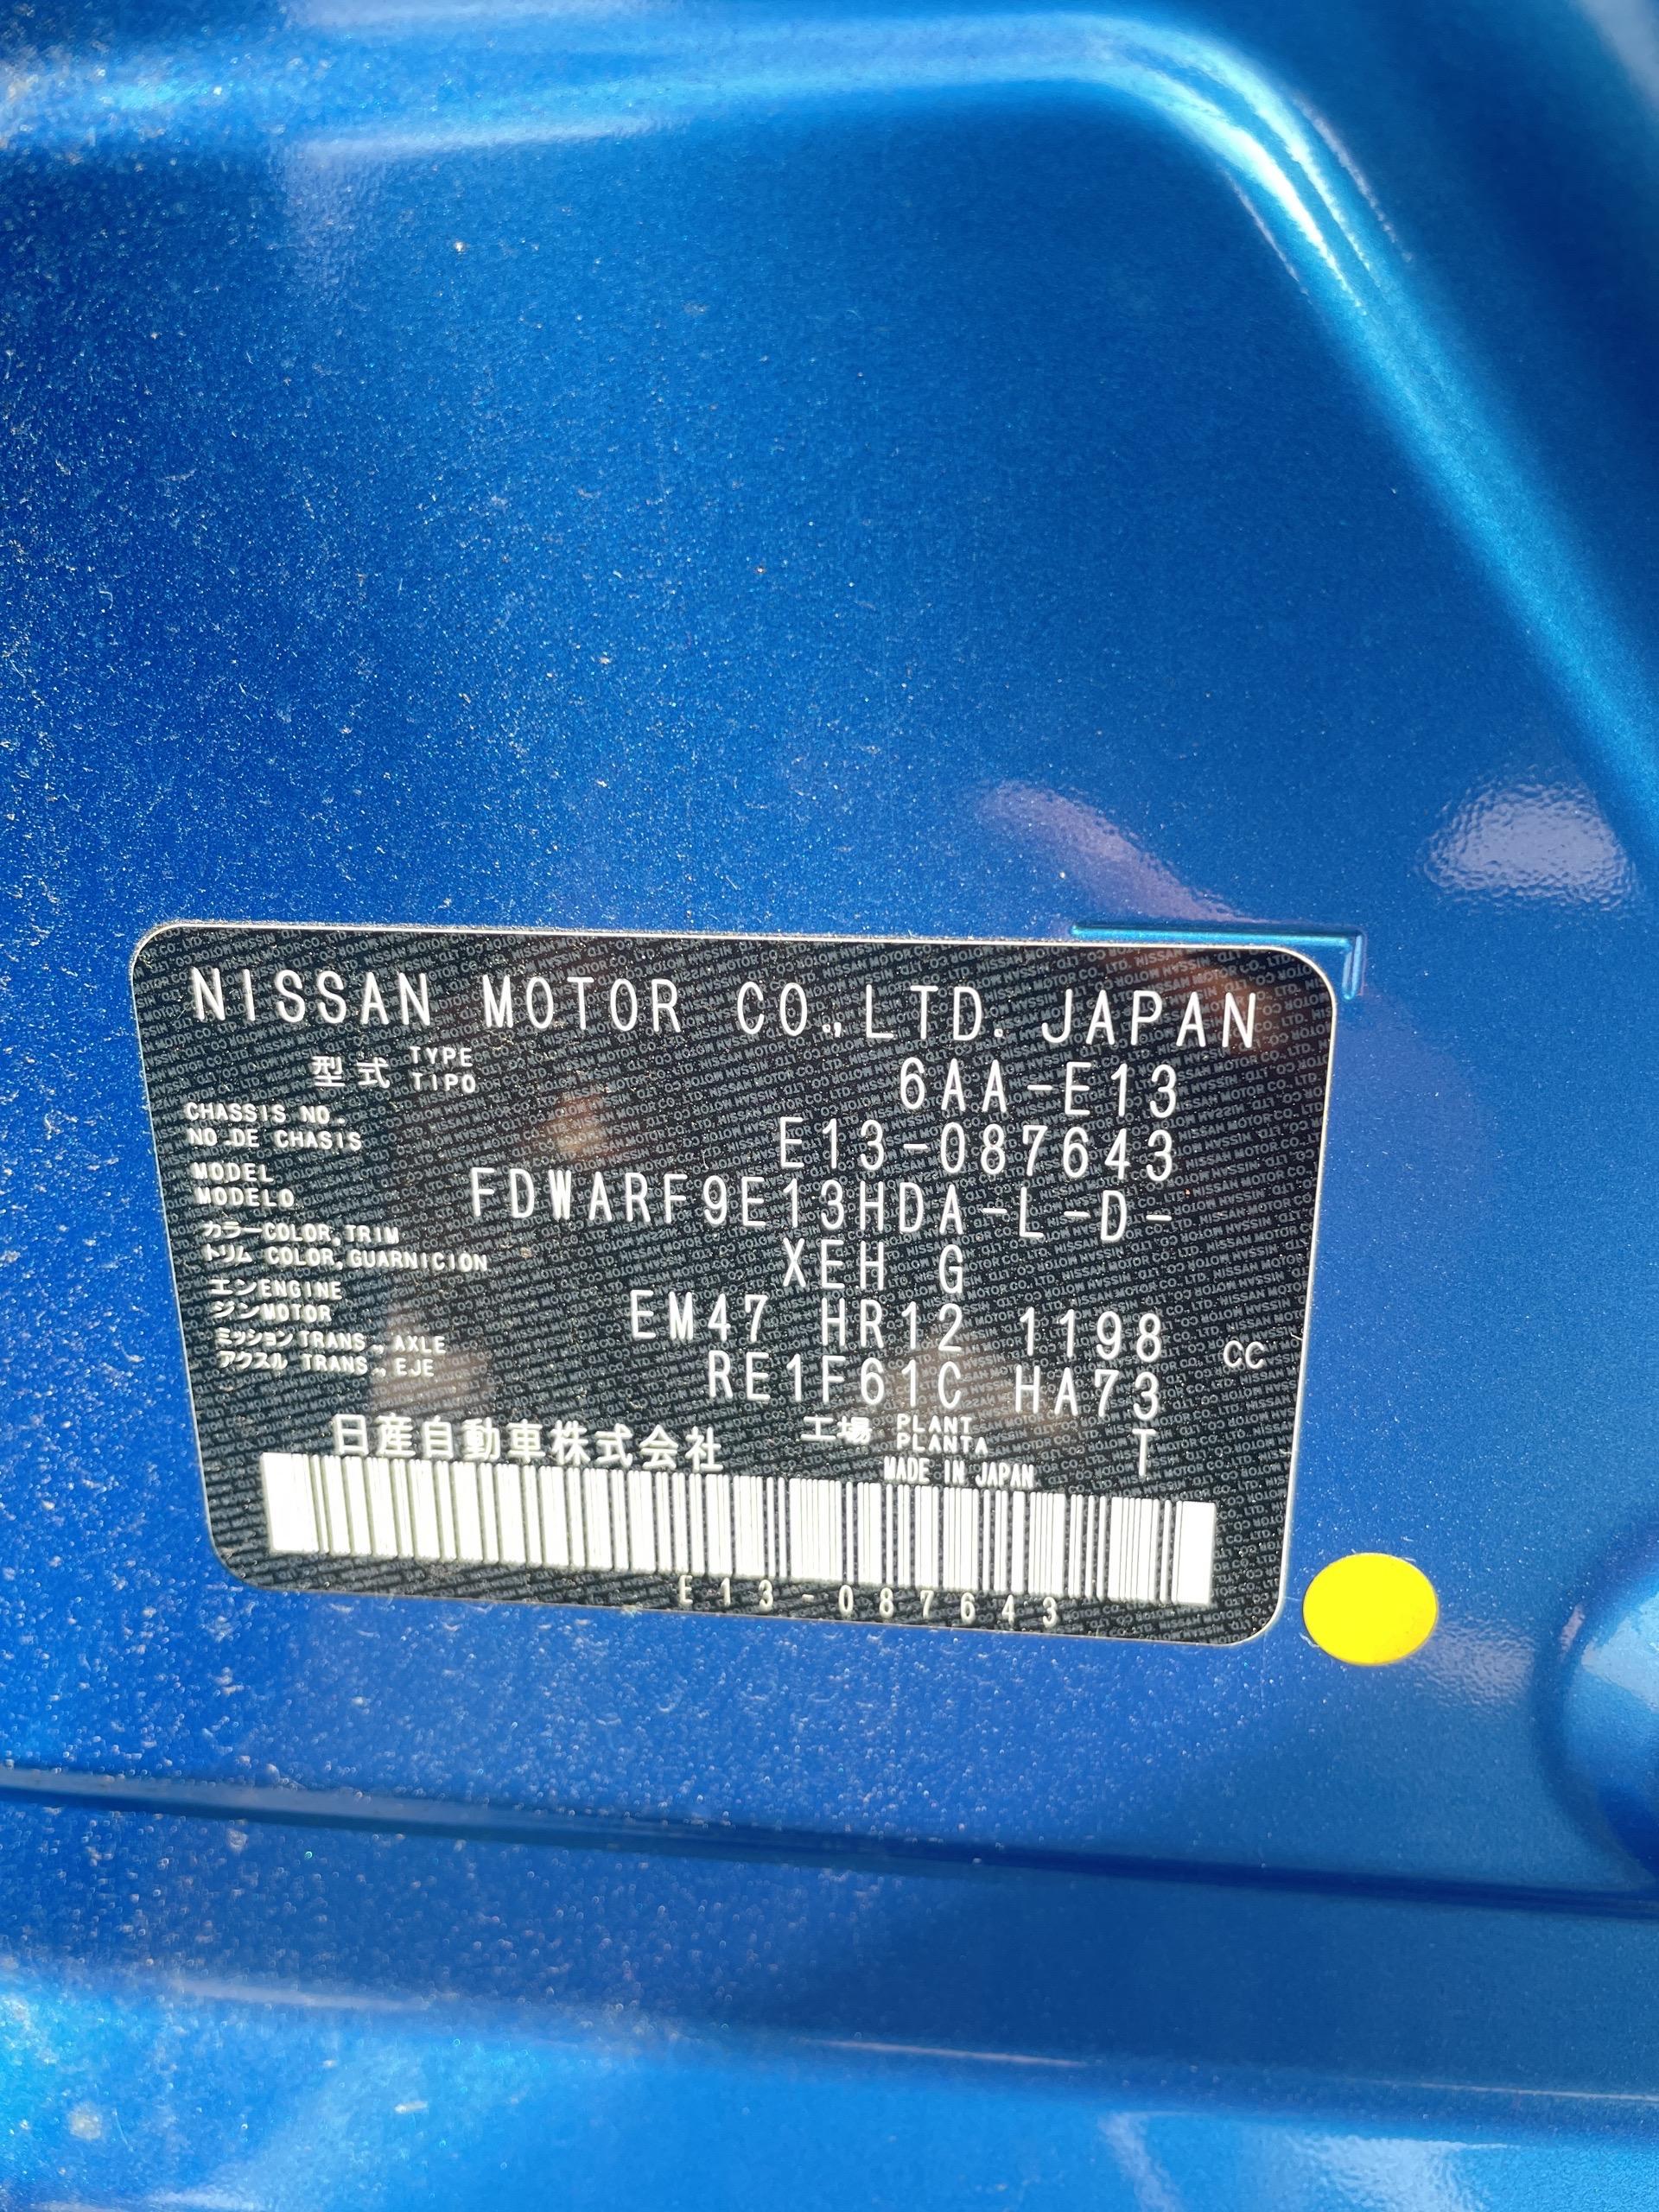 NISSAN MOTOR CO.,LTD. JAPAN
型式 TYPE TIPO 6AA-E13
CHASSIS NO. NO.DE CHASIS E13-087643
MODEL MODELO FDWARF9E13HDA-L-D-
カラー COLOR,TRIM トリム COLOR,GUARNICION XEH G
エンジン ENGINE MOTOR EM47 HR12 1198 CC
ミッション TRANS., AXLE アクスル TRANS., EJE RE1F61C HA73
日産自動車株式会社 工場 PLANT PLANTA T
MADE IN JAPAN
E13-087643